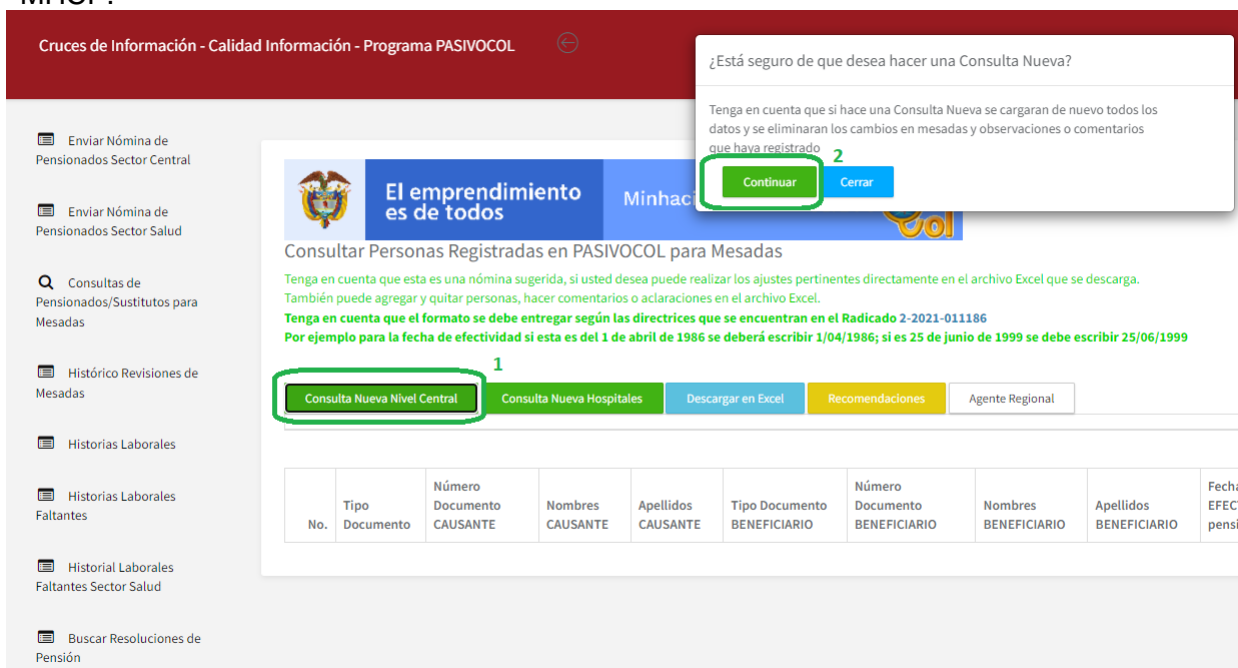 Cruces de Información - Calidad Información - Programa PASIVOCOL
¿Está seguro de que desea hacer una Consulta Nueva?
Tenga en cuenta que si hace una Consulta Nueva se cargaran de nuevo todos los
datos y se eliminaran los cambios en mesadas y observaciones o comentarios
que haya registrado
2
Continuar
Cerrar
Enviar Nómina de
Pensionados Sector Central
Enviar Nómina de
Pensionados Sector Salud
Consultas de
Pensionados/Sustitutos para
Mesadas
Histórico Revisiones de
Mesadas
Historias Laborales
Historias Laborales
Faltantes
Historial Laborales
Faltantes Sector Salud
Buscar Resoluciones de
Pensión
El emprendimiento
es de todos
Minhaci
Col
Consultar Personas Registradas en PASIVOCOL para Mesadas
Tenga en cuenta que esta es una nómina sugerida, si usted desea puede realizar los ajustes pertinentes directamente en el archivo Excel que se descarga.
También puede agregar y quitar personas, hacer comentarios o aclaraciones en el archivo Excel.
Tenga en cuenta que el formato se debe entregar según las directrices que se encuentran en el Radicado 2-2021-011186
Por ejemplo para la fecha de efectividad si esta es del 1 de abril de 1986 se deberá escribir 1/04/1986; si es 25 de junio de 1999 se debe escribir 25/06/1999
1
Consulta Nueva Nivel Central
Consulta Nueva Hospitales
Descargar en Excel
Recomendaciones
Agente Regional
No.
Tipo
Documento
Número
Documento
CAUSANTE
Nombres
CAUSANTE
Apellidos
CAUSANTE
Tipo Documento
BENEFICIARIO
Número
Documento
BENEFICIARIO
Nombres
BENEFICIARIO
Apellidos
BENEFICIARIO
Fecha
EFEC
pensi